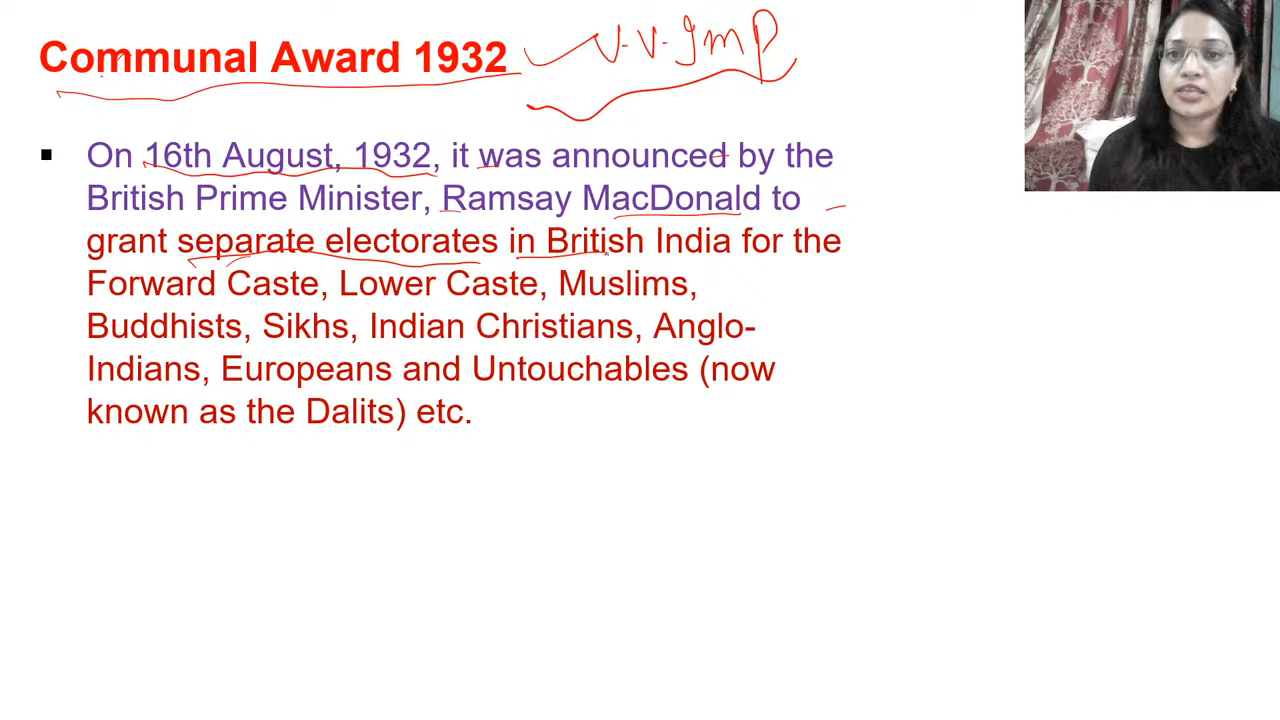 Communal Award 1932 V.V. Imp
▪ On 16th August, 1932, it was announced by the
British Prime Minister, Ramsay MacDonald to
grant separate electorates in British India for the
Forward Caste, Lower Caste, Muslims,
Buddhists, Sikhs, Indian Christians, Anglo-
Indians, Europeans and Untouchables (now
known as the Dalits) etc.